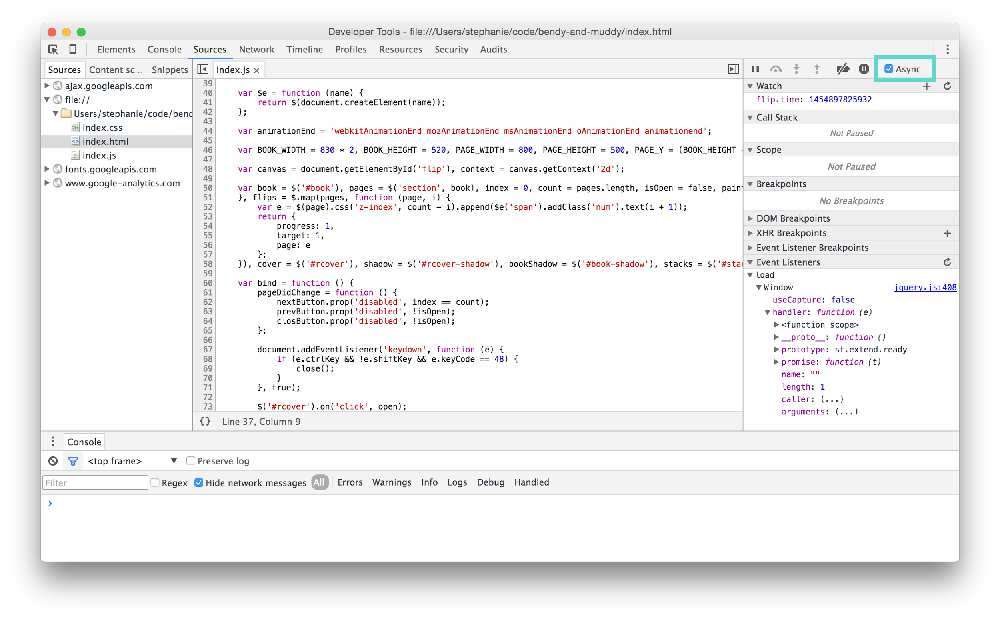 Developer Tools - file:///Users/stephanie/code/bendy-and-muddy/index.html
Elements Console Sources Network Timeline Profiles Resources Security Audits
Sources Content sc... Snippets
ajax.googleapis.com
file://
Users/stephanie/code/bend
index.css
index.html
index.js
fonts.googleapis.com
www.google-analytics.com
index.js ×
39
40 var $e = function (name) {
41 return $(document.createElement(name));
42 };
43
44 var animationEnd = 'webkitAnimationEnd mozAnimationEnd msAnimationEnd oAnimationEnd animationend';
45
46 var BOOK_WIDTH = 830 * 2, BOOK_HEIGHT = 520, PAGE_WIDTH = 800, PAGE_HEIGHT = 500, PAGE_Y = (BOOK_HEIGHT -
47
48 var canvas = document.getElementById('flip'), context = canvas.getContext('2d');
49
50 var book = $('#book'), pages = $('section', book), index = 0, count = pages.length, isOpen = false, pain
51 }, flips = $.map(pages, function (page, i) {
52 var e = $(page).css('z-index', count - i).append($e('span').addClass('num').text(i + 1));
53 return {
54 progress: 1,
55 target: 1,
56 page: e
57 };
58 }), cover = $('#rcover'), shadow = $('#rcover-shadow'), bookShadow = $('#book-shadow'), stacks = $('#sta
59
60 var bind = function () {
61 pageDidChange = function () {
62 nextButton.prop('disabled', index == count);
63 prevButton.prop('disabled', !isOpen);
64 closButton.prop('disabled', !isOpen);
65 };
66
67 document.addEventListener('keydown', function (e) {
68 if (e.ctrlKey && !e.shiftKey && e.keyCode == 48) {
69 close();
70 }
71 }, true);
72
73 $('#rcover').on('click', open);
{} Line 37, Column 9
Async
Watch
flip.time: 1454897825932
Call Stack
Not Paused
Scope
Not Paused
Breakpoints
No Breakpoints
DOM Breakpoints
XHR Breakpoints
Event Listener Breakpoints
Event Listeners
load
Window jquery.js:408
useCapture: false
handler: function (e)
<function scope>
__proto__: function ()
prototype: st.extend.ready
promise: function (t)
name: ""
length: 1
caller: (...)
arguments: (...)
Console
<top frame> Preserve log
Filter Regex Hide network messages All Errors Warnings Info Logs Debug Handled